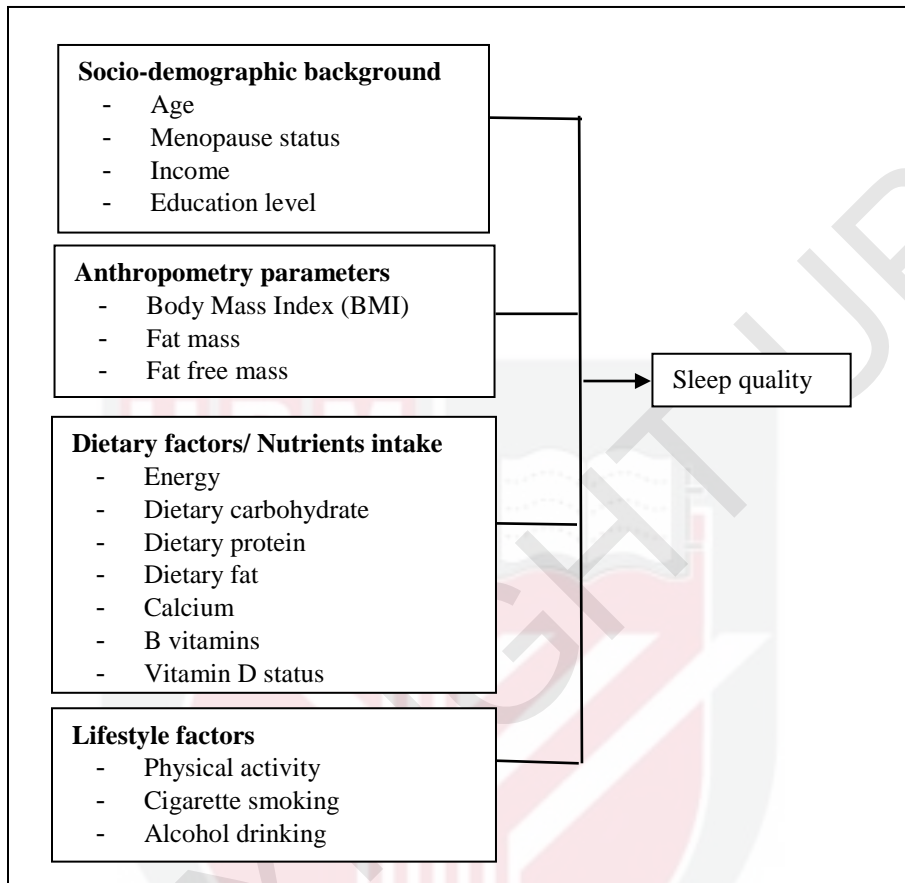 Socio-demographic background
- Age
- Menopause status
- Income
- Education level
Anthropometry parameters
- Body Mass Index (BMI)
- Fat mass
- Fat free mass
Sleep quality
Dietary factors/ Nutrients intake
- Energy
- Dietary carbohydrate
- Dietary protein
- Dietary fat
- Calcium
- B vitamins
- Vitamin D status
Lifestyle factors
- Physical activity
- Cigarette smoking
- Alcohol drinking